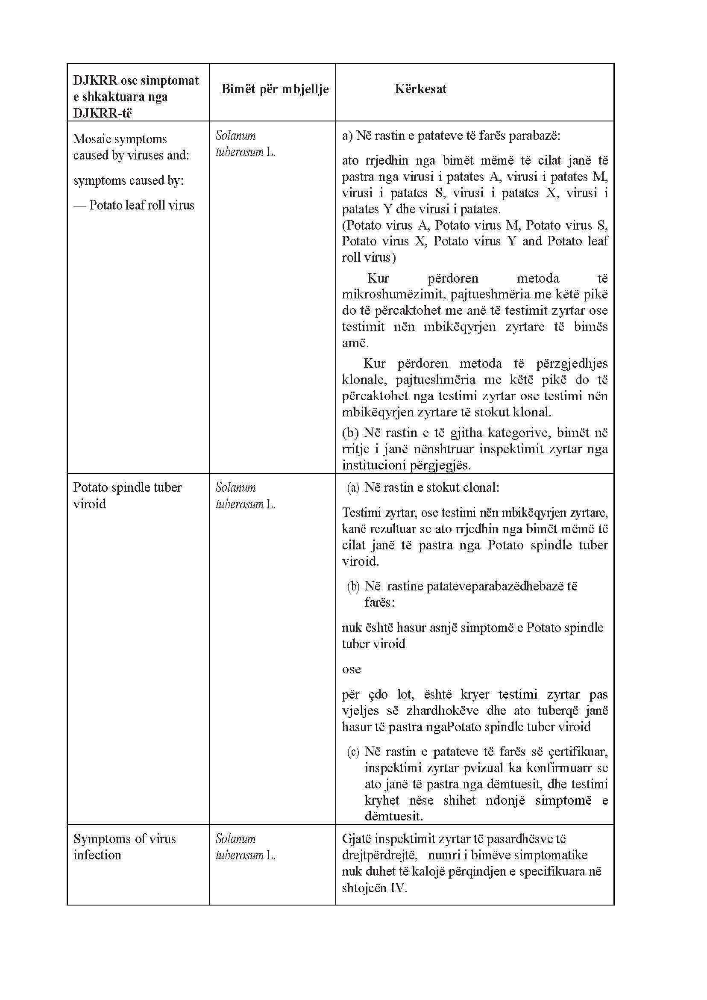 DJKRR ose simptomat
e shkaktuara nga
DJKRR-të
Bimët për mbjellje
Kërkesat
Mosaic symptoms
caused by viruses and:
symptoms caused by:
— Potato leaf roll virus
Solanum
tuberosum L.
a) Në rastin e patateve të farës parabazë:
ato rrjedhin nga bimët mëmë të cilat janë të
pastra nga virusi i patates A, virusi i patates M,
virusi i patates S, virusi i patates X, virusi i
patates Y dhe virusi i patates.
(Potato virus A, Potato virus M, Potato virus S,
Potato virus X, Potato virus Y and Potato leaf
roll virus)
Kur përdoren metoda të
mikroshumëzimit, pajtueshmëria me këtë pikë
do të përcaktohet me anë të testimit zyrtar ose
testimit nën mbikëqyrjen zyrtare të bimës
amë.
Kur përdoren metoda të përzgjedhjes
klonale, pajtueshmëria me këtë pikë do të
përcaktohet nga testimi zyrtar ose testimi nën
mbikëqyrjen zyrtare të stokut klonal.
(b) Në rastin e të gjitha kategorive, bimët në
rritje i janë nënshtruar inspektimit zyrtar nga
institucioni përgjegjës.
Potato spindle tuber
viroid
Solanum
tuberosum L.
(a) Në rastin e stokut clonal:
Testimi zyrtar, ose testimi nën mbikëqyrjen zyrtare,
kanë rezultuar se ato rrjedhin nga bimët mëmë të
cilat janë të pastra nga Potato spindle tuber
viroid.
(b) Në rastine patateveparabazëdhebazë të
farës:
nuk është hasur asnjë simptomë e Potato spindle
tuber viroid
ose
për çdo lot, është kryer testimi zyrtar pas
vjeljes së zhardhokëve dhe ato tuberqë janë
hasur të pastra ngaPotato spindle tuber viroid
(c) Në rastin e patateve të farës së çertifikuar,
inspektimi zyrtar pvizual ka konfirmuarr se
ato janë të pastra nga dëmtuesit, dhe testimi
kryhet nëse shihet ndonjë simptomë e
dëmtuesit.
Symptoms of virus
infection
Solanum
tuberosum L.
Gjatë inspektimit zyrtar të pasardhësve të
drejtpërdrejtë, numri i bimëve simptomatike
nuk duhet të kalojë përqindjen e specifikuara në
shtojcën IV.